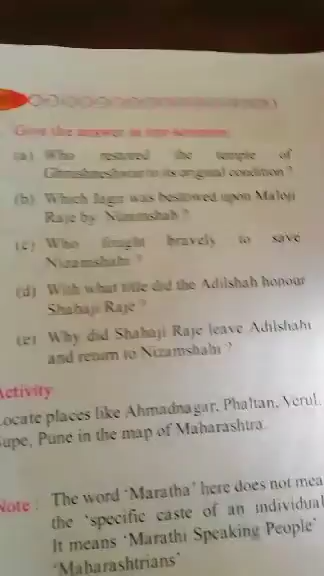 Give the answer in one sentence
(a) Who restored the temple of
Ghrushneshwar to its original condition ?
(b) Which Jagir was bestowed upon Maloji
Raje by Nizamshah ?
(c) Who fought bravely to save
Nizamshahi ?
(d) With what title did the Adilshah honour
Shahaji Raje ?
(e) Why did Shahaji Raje leave Adilshahi
and return to Nizamshahi ?
Activity
Locate places like Ahmadnagar, Phaltan, Verul,
Supe, Pune in the map of Maharashtra.
Note : The word ‘Maratha’ here does not mea
the ‘specific caste of an individual
It means ‘Marathi Speaking People’
‘Maharashtrians’